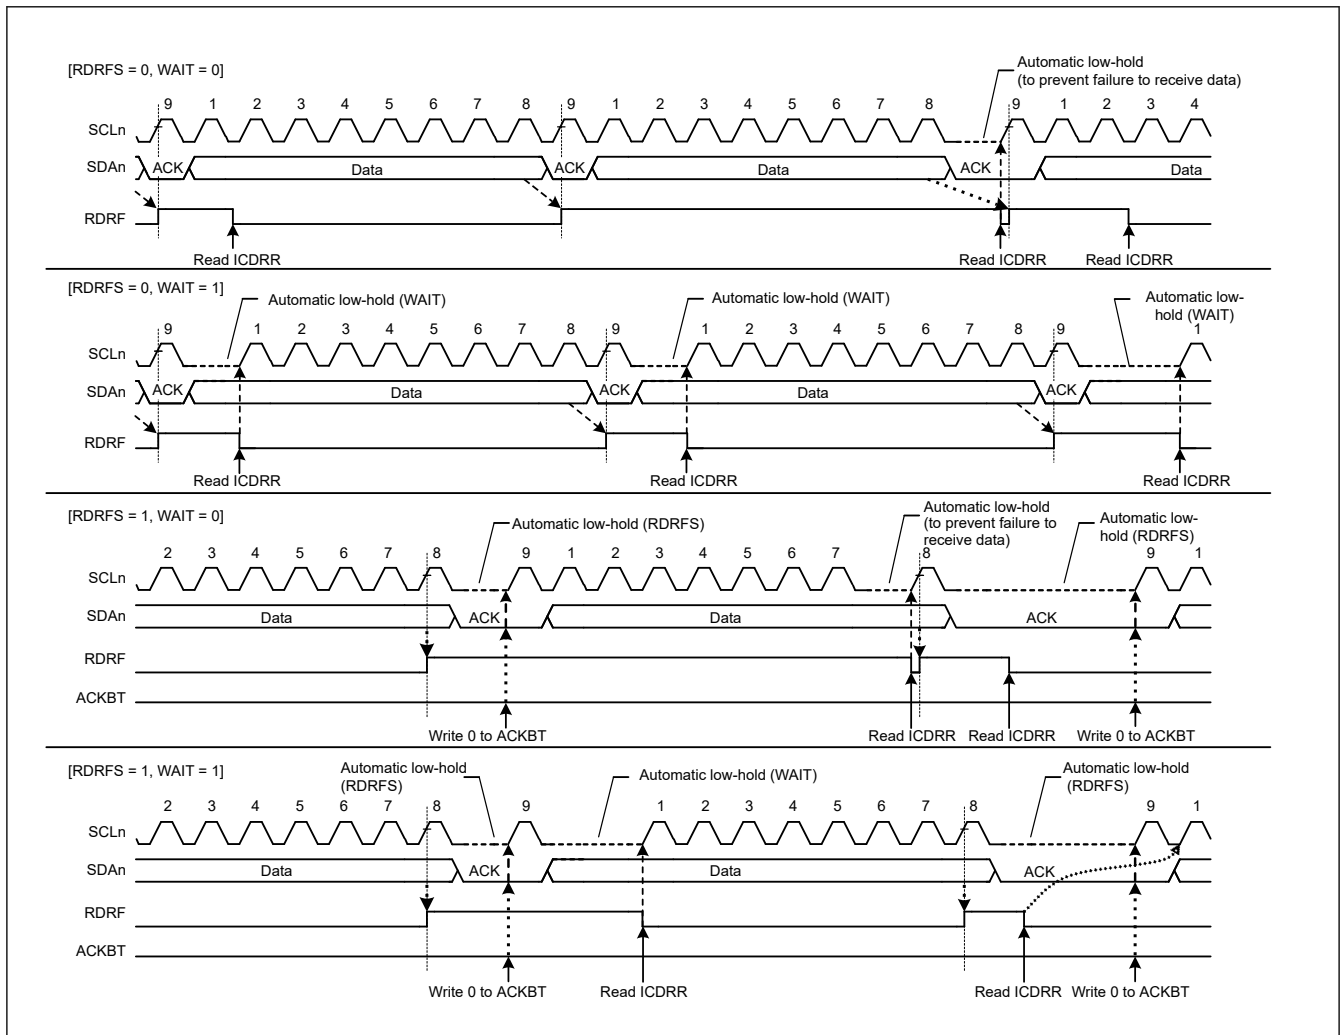 [RDRFS = 0, WAIT = 0]
Automatic low-hold
(to prevent failure to receive data)
9 1 2 3 4 5 6 7 8 9 1 2 3 4 5 6 7 8 9 1 2 3 4
SCLn
SDAn ACK Data ACK Data ACK Data
RDRF
Read ICDRR Read ICDRR Read ICDRR
[RDRFS = 0, WAIT = 1]
Automatic low-hold (WAIT) Automatic low-hold (WAIT) Automatic low-
hold (WAIT)
9 1 2 3 4 5 6 7 8 9 1 2 3 4 5 6 7 8 9 1
SCLn
SDAn ACK Data ACK Data ACK
RDRF
Read ICDRR Read ICDRR Read ICDRR
[RDRFS = 1, WAIT = 0]
Automatic low-hold (RDRFS)
Automatic low-hold
(to prevent failure to
receive data)
Automatic low-
hold (RDRFS)
2 3 4 5 6 7 8 9 1 2 3 4 5 6 7 8 9 1
SCLn
SDAn Data ACK Data ACK
RDRF
ACKBT
Write 0 to ACKBT Read ICDRR Read ICDRR Write 0 to ACKBT
[RDRFS = 1, WAIT = 1]
Automatic low-hold
(RDRFS)
Automatic low-hold (WAIT)
Automatic low-hold
(RDRFS)
2 3 4 5 6 7 8 9 1 2 3 4 5 6 7 8 9 1
SCLn
SDAn Data ACK Data ACK
RDRF
ACKBT
Write 0 to ACKBT Read ICDRR Read ICDRR Write 0 to ACKBT